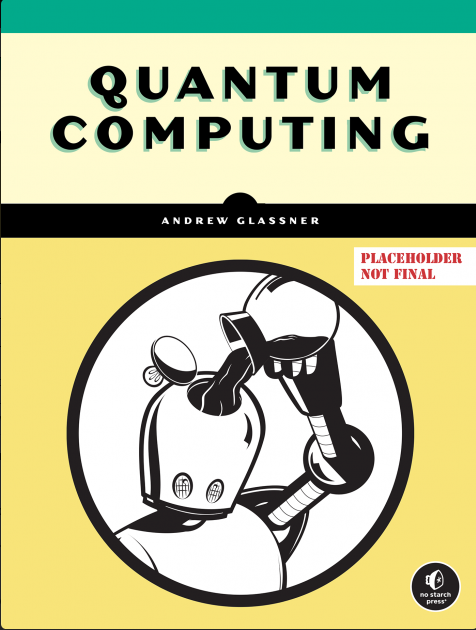 QUANTUM
COMPUTING
ANDREW GLASSNER
PLACEHOLDER
NOT FINAL
no starch
press®